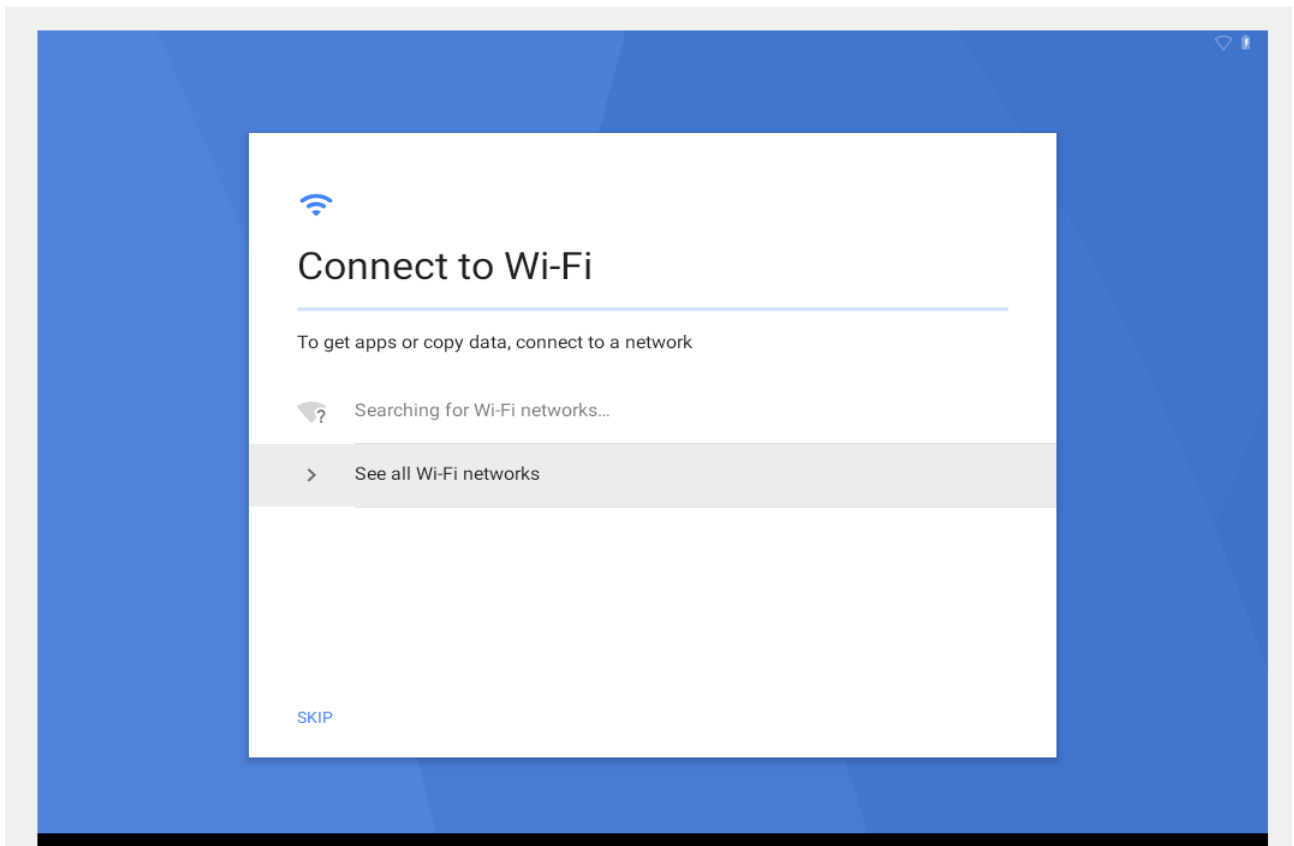 Connect to Wi-Fi
To get apps or copy data, connect to a network
Searching for Wi-Fi networks…
See all Wi-Fi networks
SKIP